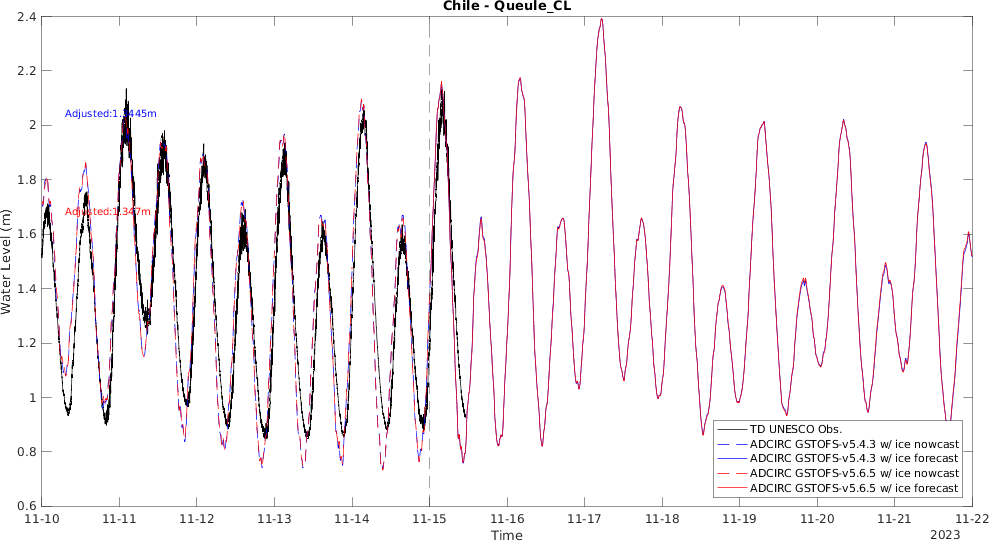 Chile - Queule_CL
Water Level (m)
2.4
2.2
2
1.8
1.6
1.4
1.2
1
0.8
0.6
Adjusted:1.3445m
Adjusted:1.347m
TD UNESCO Obs.
ADCIRC GSTOFS-v5.4.3 w/ ice nowcast
ADCIRC GSTOFS-v5.4.3 w/ ice forecast
ADCIRC GSTOFS-v5.6.5 w/ ice nowcast
ADCIRC GSTOFS-v5.6.5 w/ ice forecast
11-10 11-11 11-12 11-13 11-14 11-15 11-16 11-17 11-18 11-19 11-20 11-21 11-22
Time
2023